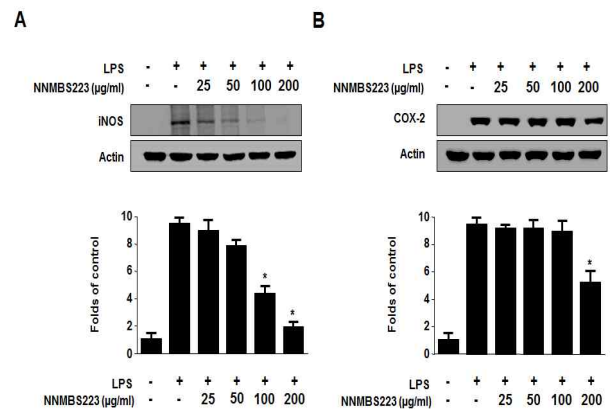 A
LPS - + + + + +
NNMBS223 (µg/ml) - - 25 50 100 200
iNOS
Actin
Folds of control
10
8
6
4
2
0
*
*
LPS - + + + + +
NNMBS223 (µg/ml) - - 25 50 100 200
B
LPS - + + + + +
NNMBS223 (µg/ml) - - 25 50 100 200
COX-2
Actin
Folds of control
10
8
6
4
2
0
*
LPS - + + + + +
NNMBS223 (µg/ml) - - 25 50 100 200